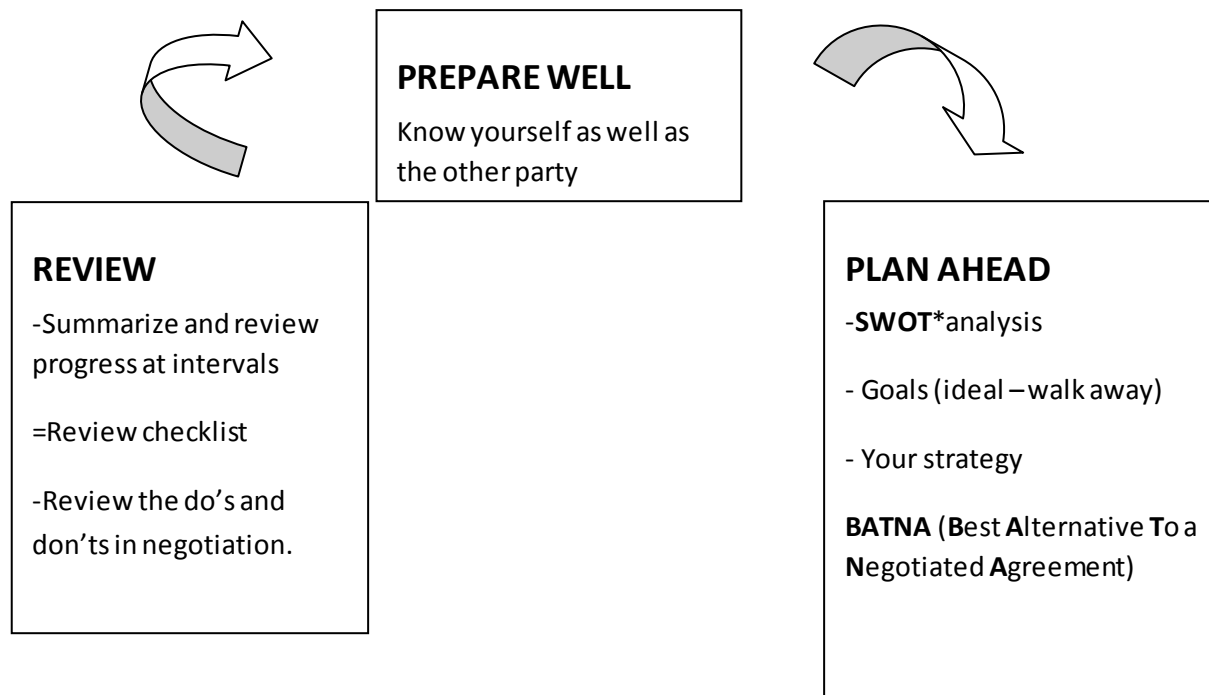 PREPARE WELL
Know yourself as well as
the other party
REVIEW
-Summarize and review
progress at intervals
=Review checklist
-Review the do’s and
don’ts in negotiation.
PLAN AHEAD
-SWOT*analysis
- Goals (ideal – walk away)
- Your strategy
BATNA (Best Alternative To a
Negotiated Agreement)